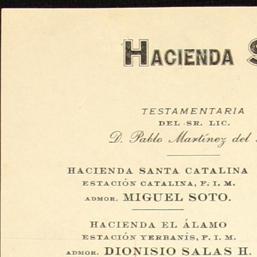 HACIENDA S
TESTAMENTARIA
DEL SR. LIC.
D. Pablo Martínez del
HACIENDA SANTA CATALINA
ESTACIÓN CATALINA, F. I. M.
ADMOR. MIGUEL SOTO.
HACIENDA EL ÁLAMO
ESTACIÓN YERBANÍS, F. I. M.
ADMOR. DIONISIO SALAS H.